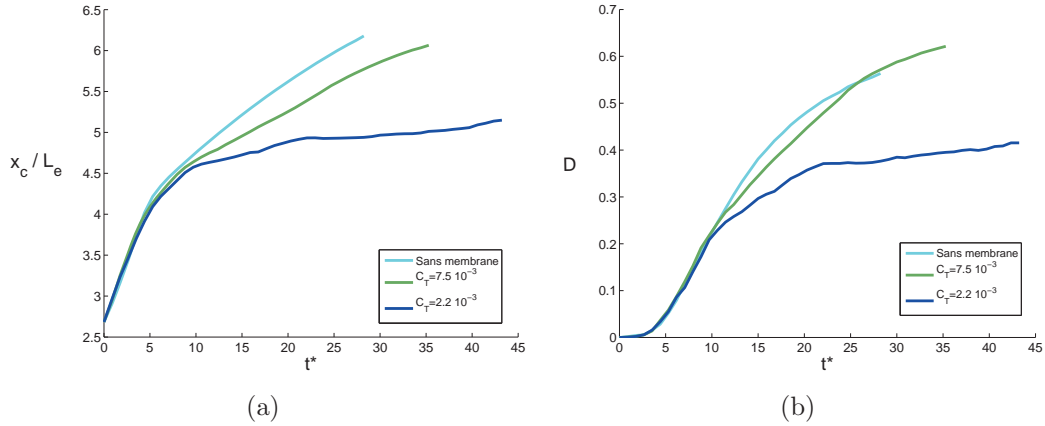 6.5
6
5.5
5
4.5
4
3.5
3
2.5
x_c / L_e
0 5 10 15 20 25 30 35 40 45
t*
Sans membrane
C_T=7.5 10^−3
C_T=2.2 10^−3
(a)
0.7
0.6
0.5
0.4
0.3
0.2
0.1
0
D
0 5 10 15 20 25 30 35 40 45
t*
Sans membrane
C_T=7.5 10^−3
C_T=2.2 10^−3
(b)